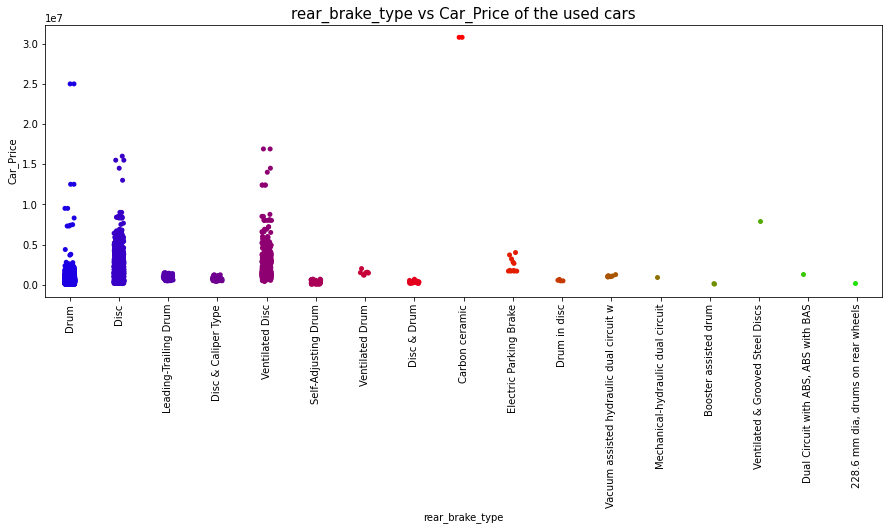 rear_brake_type vs Car_Price of the used cars
1e7
Car_Price
3.0
2.5
2.0
1.5
1.0
0.5
0.0
Drum
Disc
Leading-Trailing Drum
Disc & Caliper Type
Ventilated Disc
Self-Adjusting Drum
Ventilated Drum
Disc & Drum
Carbon ceramic
Electric Parking Brake
Drum in disc
Vacuum assisted hydraulic dual circuit w
Mechanical-hydraulic dual circuit
Booster assisted drum
Ventilated & Grooved Steel Discs
Dual Circuit with ABS, ABS with BAS
228.6 mm dia, drums on rear wheels
rear_brake_type